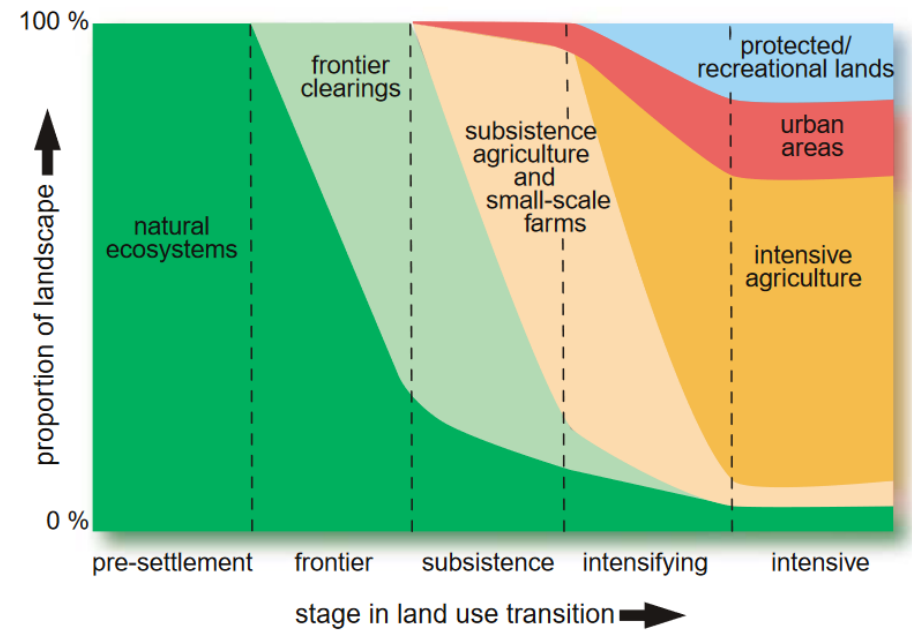 100 %
frontier
clearings
protected/
recreational lands
subsistence
agriculture
and
small-scale
farms
urban
areas
natural
ecosystems
intensive
agriculture
proportion of landscape
0 %
pre-settlement
frontier
subsistence
intensifying
intensive
stage in land use transition